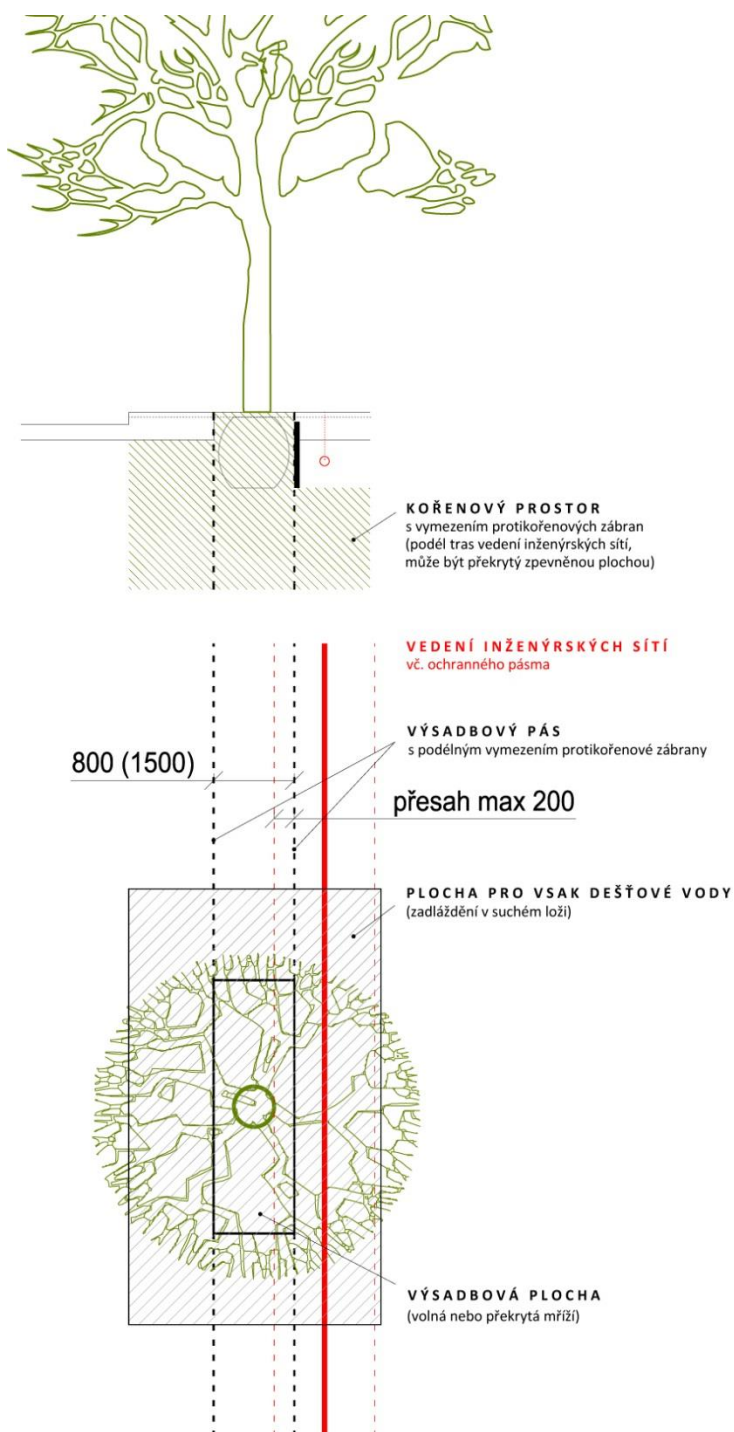 KOŘENOVÝ PROSTOR
s vymezením protikořenových zábran
(podél tras vedení inženýrských sítí,
může být překrytý zpevněnou plochou)
VEDENÍ INŽENÝRSKÝCH SÍTÍ
vč. ochranného pásma
VÝSADBOVÝ PÁS
s podélným vymezením protikořenové zábrany
800 (1500)
přesah max 200
PLOCHA PRO VSAK DEŠŤOVÉ VODY
(zadláždění v suchém loži)
VÝSADBOVÁ PLOCHA
(volná nebo překrytá mříží)